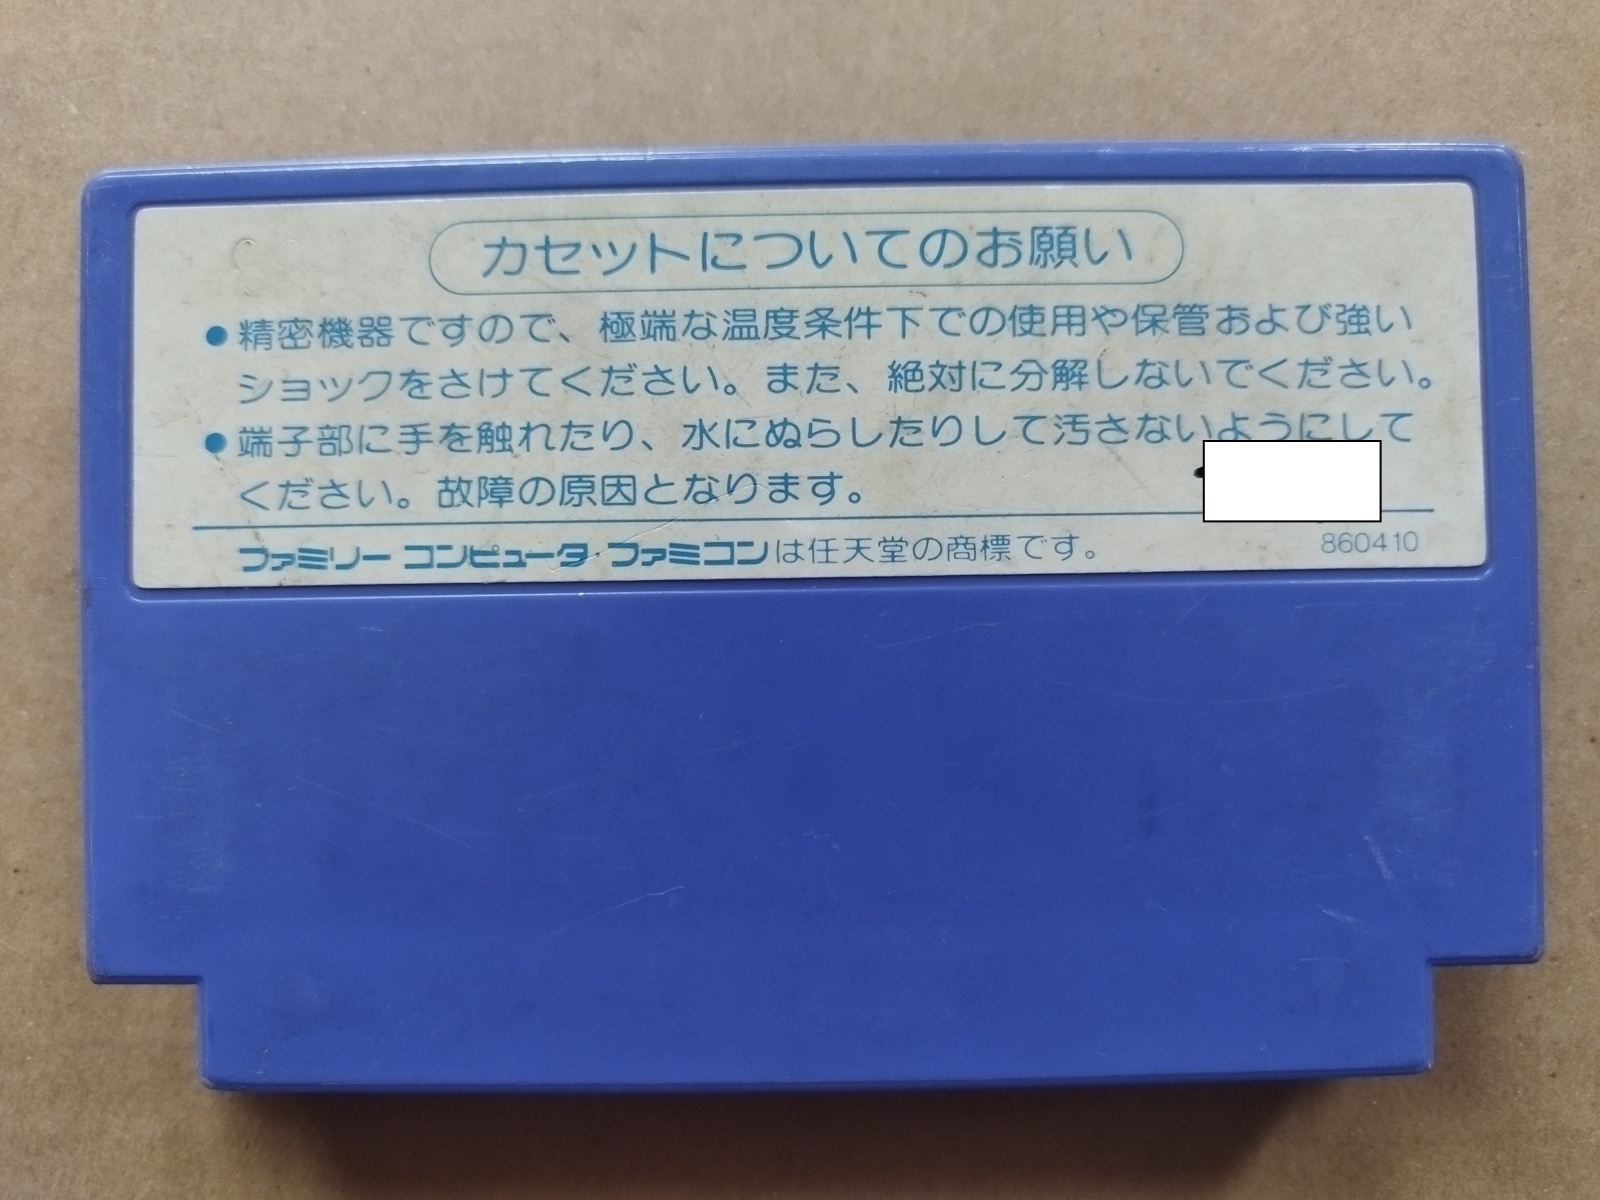 カセットについてのお願い
●精密機器ですので、極端な温度条件下での使用や保管および強い
ショックをさけてください。また、絶対に分解しないでください。
●端子部に手を触れたり、水にぬらしたりして汚さないようにして
ください。故障の原因となります。
ファミリー コンピュータ・ファミコンは任天堂の商標です。
860410